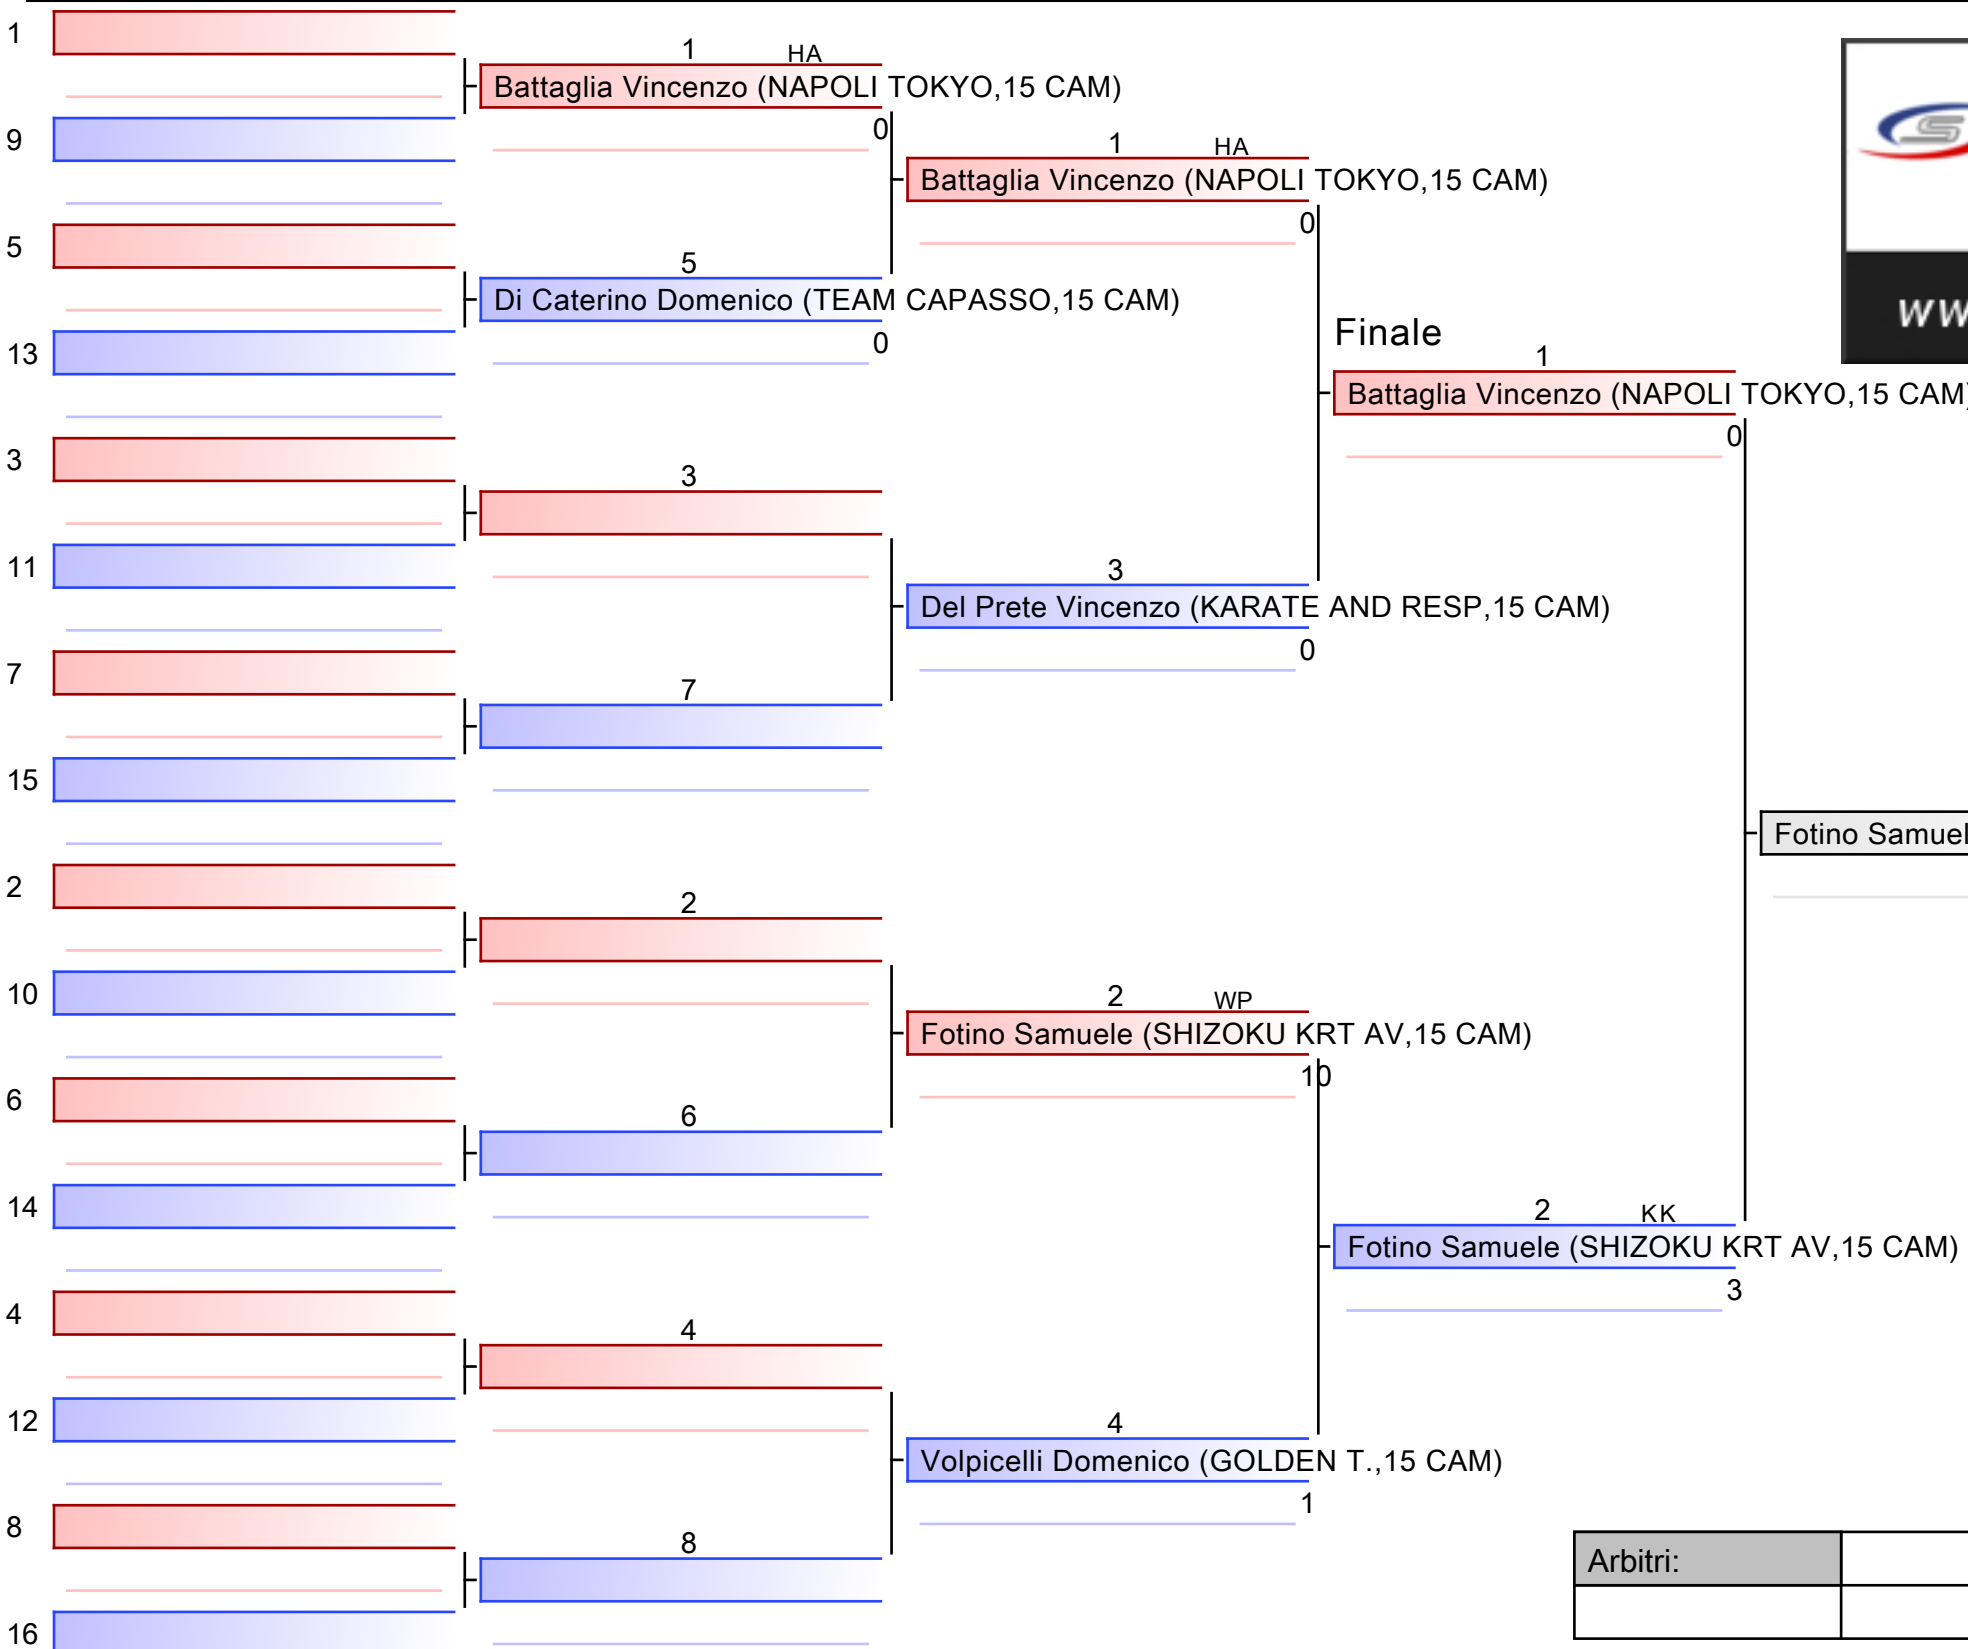 1
1 HA
Battaglia Vincenzo (NAPOLI TOKYO,15 CAM)
0
9
1 HA
Battaglia Vincenzo (NAPOLI TOKYO,15 CAM)
0
5
5
Di Caterino Domenico (TEAM CAPASSO,15 CAM)
0
13
Finale
1
Battaglia Vincenzo (NAPOLI TOKYO,15 CAM)
0
3
3
11
3
Del Prete Vincenzo (KARATE AND RESP,15 CAM)
0
7
7
15
Fotino Samuel
2
2
10
2 WP
Fotino Samuele (SHIZOKU KRT AV,15 CAM)
10
6
6
14
2 KK
Fotino Samuele (SHIZOKU KRT AV,15 CAM)
3
4
4
12
4
Volpicelli Domenico (GOLDEN T.,15 CAM)
1
8
8
16
Arbitri:
S
ww